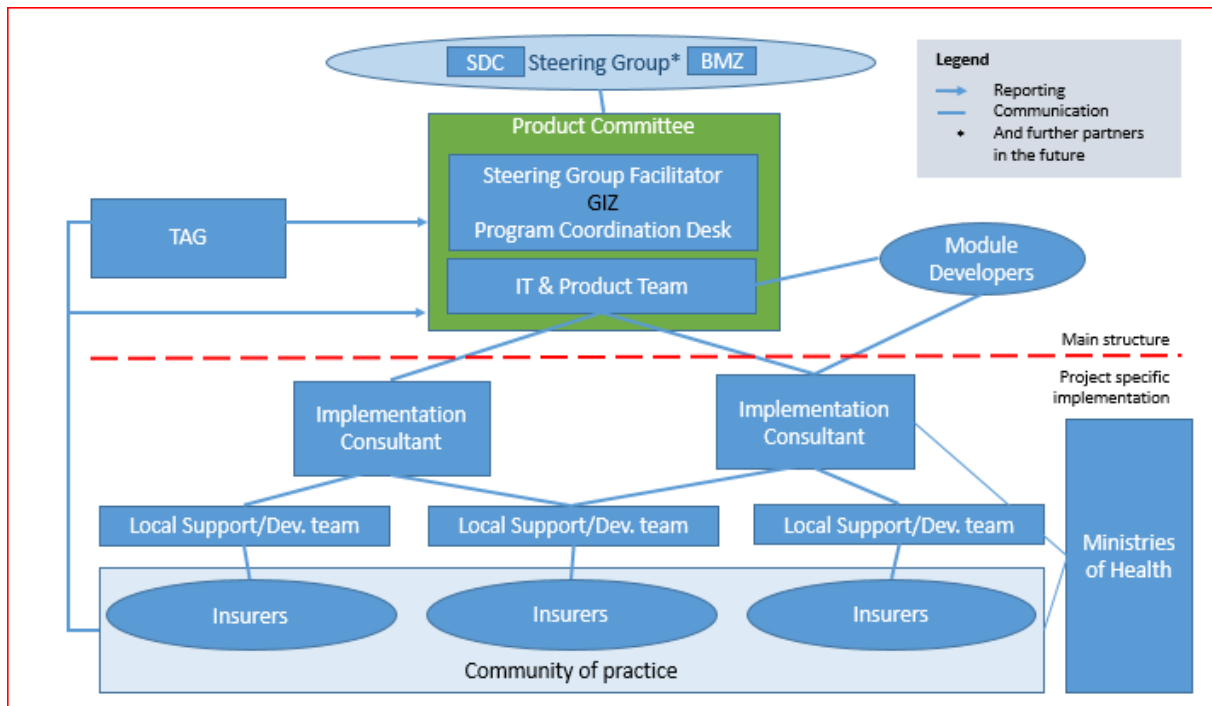 SDC Steering Group* BMZ
Legend
Reporting
Communication
* And further partners
in the future
Product Committee
Steering Group Facilitator
GIZ
Program Coordination Desk
TAG
IT & Product Team
Module
Developers
Main structure
Project specific
implementation
Implementation
Consultant
Implementation
Consultant
Local Support/Dev. team
Local Support/Dev. team
Local Support/Dev. team
Ministries
of Health
Insurers
Insurers
Insurers
Community of practice